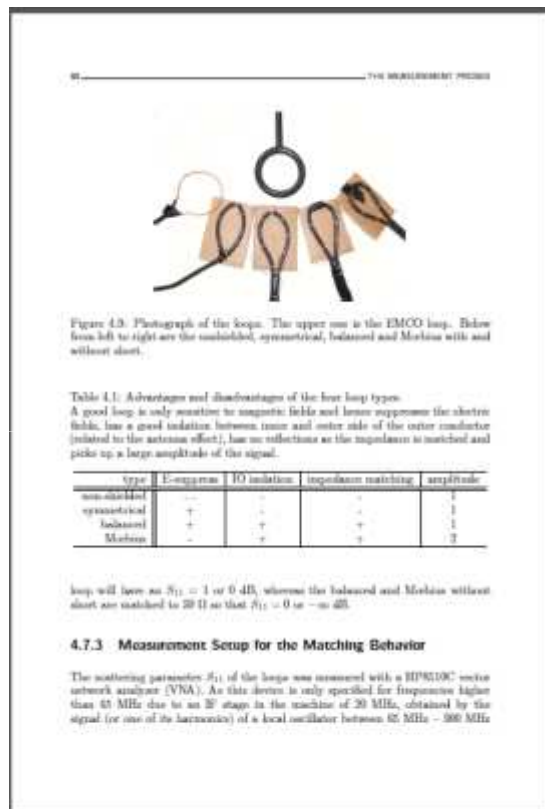 THE MEASUREMENT PROBES
Figure 4.9: Photograph of the loops. The upper one is the EMCO loop. Below
from left to right are the unshielded, symmetrical, balanced and Moebius with and
without short.
Table 4.1: Advantages and disadvantages of the four loop types.
A good loop is only sensitive to magnetic fields and hence suppresses the electric
fields, has a good isolation between inner and outer side of the outer conductor
(related to the antenna effect), has no reflections as the impedance is matched and
picks up a large amplitude of the signal.
type E-suppress IO isolation impedance matching amplitude
non-shielded - - - - 1
symmetrical + - - 1
balanced + + + 1
Moebius - + + 2
loop will have an S11 = 1 or 0 dB, whereas the balanced and Moebius without
short are matched to 50 Ω so that S11 = 0 or −∞ dB.
4.7.3 Measurement Setup for the Matching Behavior
The scattering parameter S11 of the loops was measured with a HP8510C vector
network analyzer (VNA). As this device is only specified for frequencies higher
than 45 MHz due to an IF stage in the machine of 20 MHz, obtained by the
signal (or one of its harmonics) of a local oscillator between 65 MHz – 300 MHz